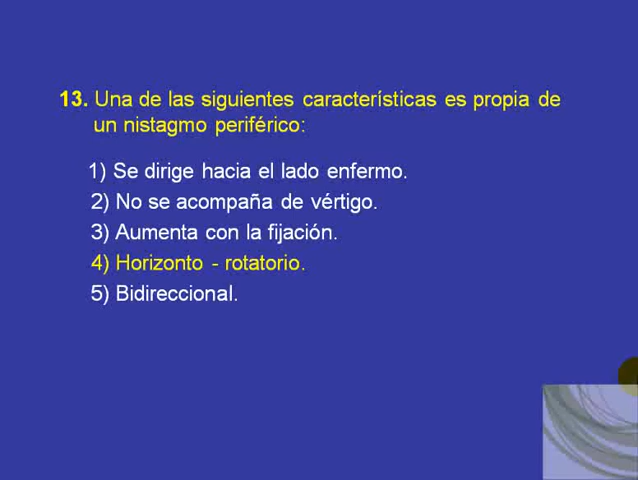 13. Una de las siguientes características es propia de
un nistagmo periférico:
1) Se dirige hacia el lado enfermo.
2) No se acompaña de vértigo.
3) Aumenta con la fijación.
4) Horizonto - rotatorio.
5) Bidireccional.